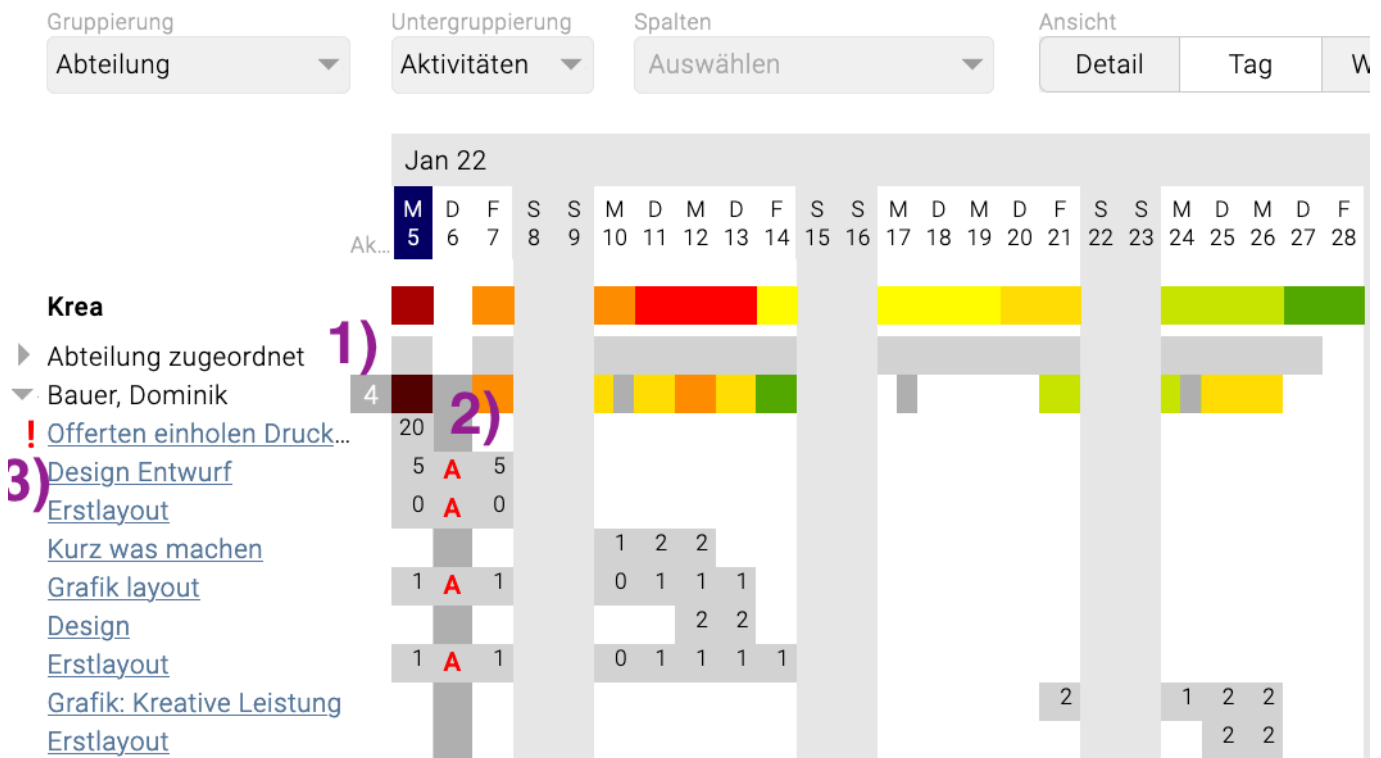 Gruppierung Untergruppierung Spalten Ansicht
Abteilung Aktivitäten Auswählen Detail Tag W
Jan 22
M D F S S M D M D F S S M D M D F S S M D M D F
Ak... 5 6 7 8 9 10 11 12 13 14 15 16 17 18 19 20 21 22 23 24 25 26 27 28
Krea
1)
Abteilung zugeordnet
Bauer, Dominik 4
2)
! Offerten einholen Druck... 20
3)
Design Entwurf 5 A 5
Erstlayout 0 A 0
Kurz was machen 1 2 2
Grafik layout 1 A 1 0 1 1 1
Design 2 2
Erstlayout 1 A 1 0 1 1 1 1
Grafik: Kreative Leistung 2 1 2 2
Erstlayout 2 2